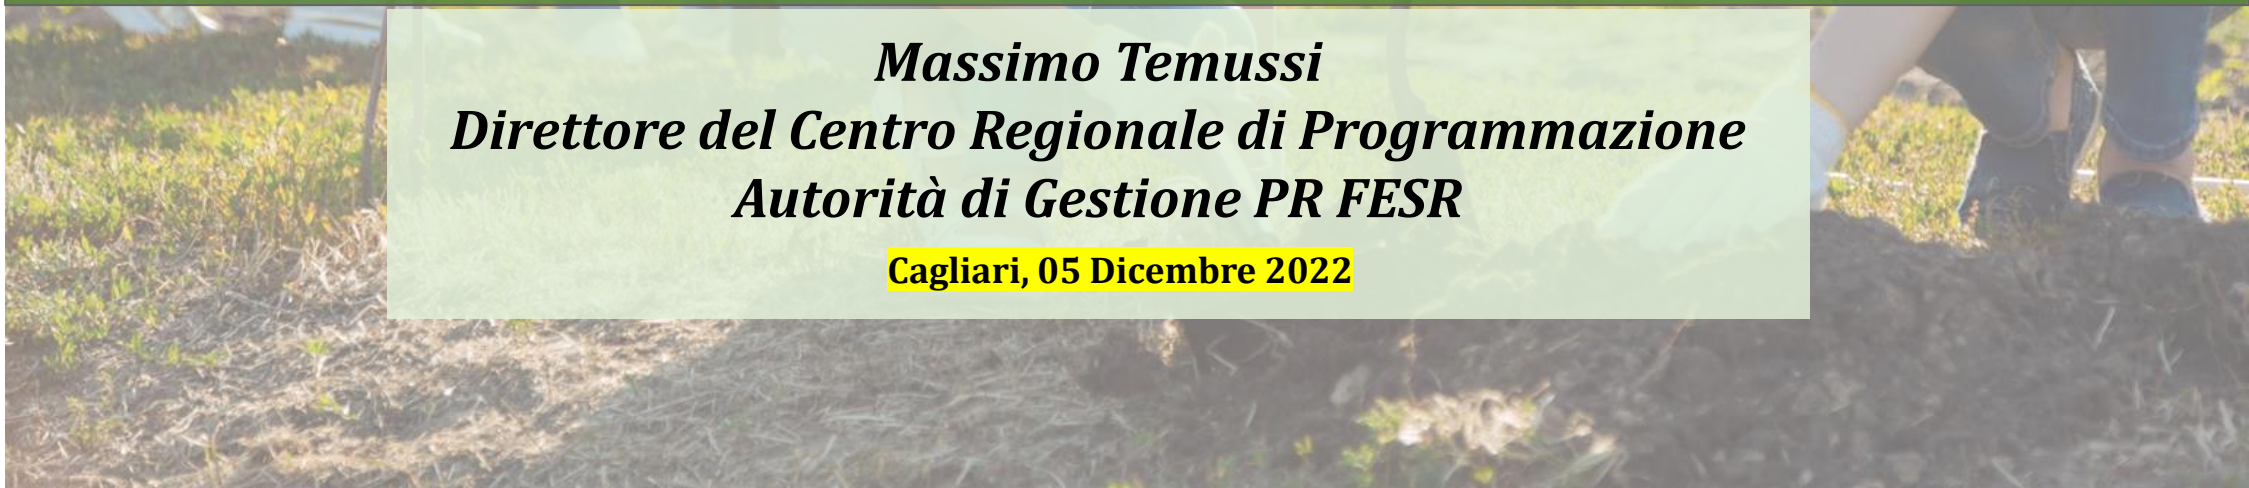 Massimo Temussi
Direttore del Centro Regionale di Programmazione
Autorità di Gestione PR FESR
Cagliari, 05 Dicembre 2022